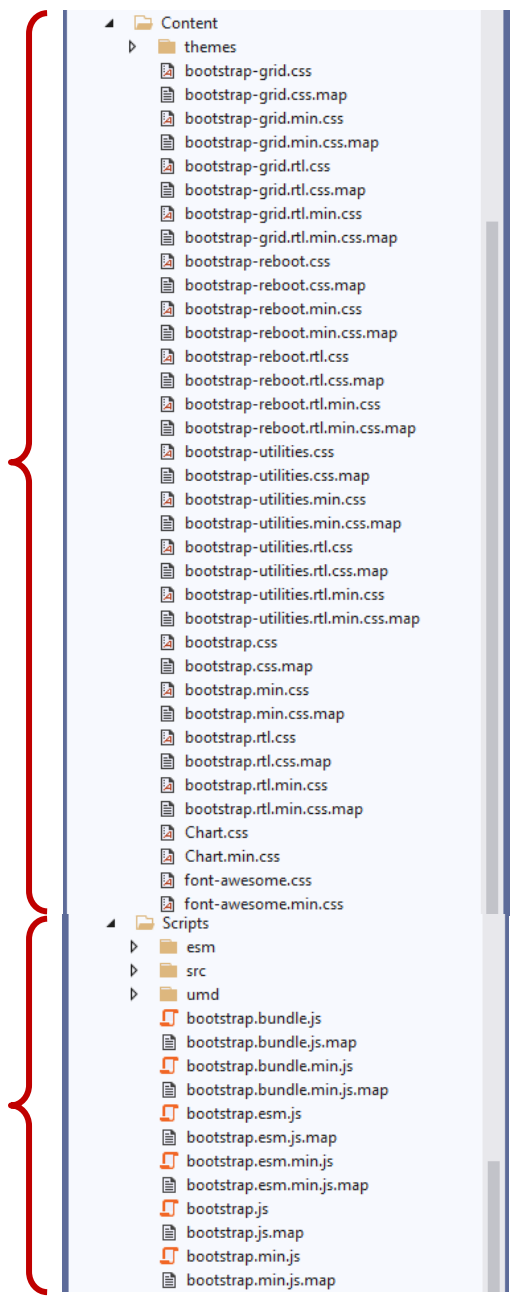 Content
themes
bootstrap-grid.css
bootstrap-grid.css.map
bootstrap-grid.min.css
bootstrap-grid.min.css.map
bootstrap-grid.rtl.css
bootstrap-grid.rtl.css.map
bootstrap-grid.rtl.min.css
bootstrap-grid.rtl.min.css.map
bootstrap-reboot.css
bootstrap-reboot.css.map
bootstrap-reboot.min.css
bootstrap-reboot.min.css.map
bootstrap-reboot.rtl.css
bootstrap-reboot.rtl.css.map
bootstrap-reboot.rtl.min.css
bootstrap-reboot.rtl.min.css.map
bootstrap-utilities.css
bootstrap-utilities.css.map
bootstrap-utilities.min.css
bootstrap-utilities.min.css.map
bootstrap-utilities.rtl.css
bootstrap-utilities.rtl.css.map
bootstrap-utilities.rtl.min.css
bootstrap-utilities.rtl.min.css.map
bootstrap.css
bootstrap.css.map
bootstrap.min.css
bootstrap.min.css.map
bootstrap.rtl.css
bootstrap.rtl.css.map
bootstrap.rtl.min.css
bootstrap.rtl.min.css.map
Chart.css
Chart.min.css
font-awesome.css
font-awesome.min.css
Scripts
esm
src
umd
bootstrap.bundle.js
bootstrap.bundle.js.map
bootstrap.bundle.min.js
bootstrap.bundle.min.js.map
bootstrap.esm.js
bootstrap.esm.js.map
bootstrap.esm.min.js
bootstrap.esm.min.js.map
bootstrap.js
bootstrap.js.map
bootstrap.min.js
bootstrap.min.js.map